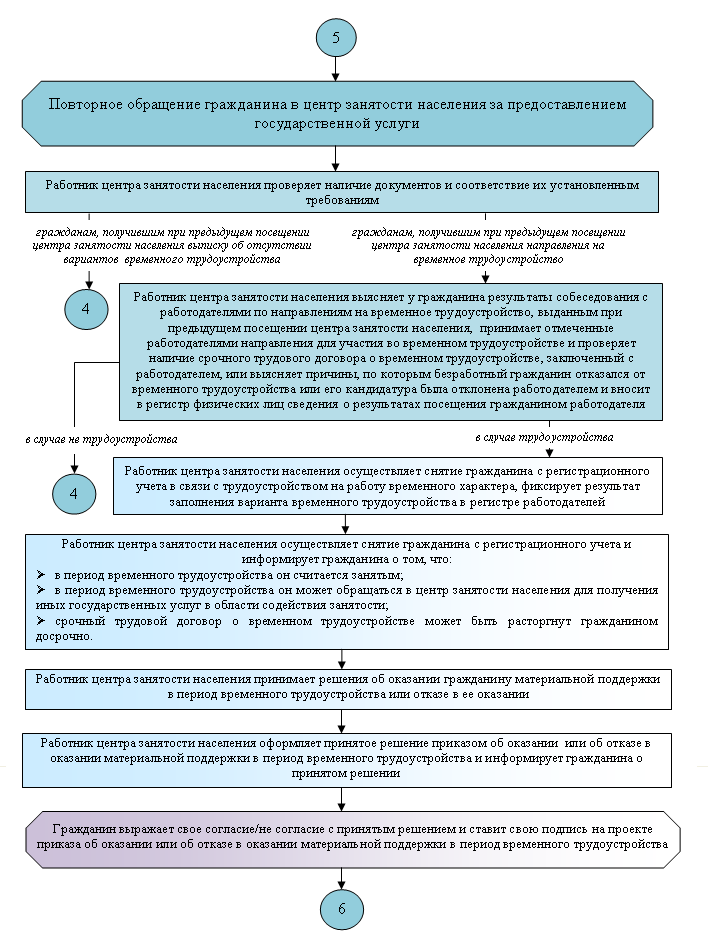 5
Повторное обращение гражданина в центр занятости населения за предоставлением
государственной услуги
Работник центра занятости населения проверяет наличие документов и соответствие их установленным
требованиям
гражданам, получившим при предыдущем посещении
центра занятости населения выписку об отсутствии
вариантов временного трудоустройства
гражданам, получившим при предыдущем посещении
центра занятости населения направления на
временное трудоустройство
4
Работник центра занятости населения выясняет у гражданина результаты собеседования с
работодателями по направлениям на временное трудоустройство, выданным при
предыдущем посещении центра занятости населения, принимает отмеченные
работодателями направления для участия во временном трудоустройстве и проверяет
наличие срочного трудового договора о временном трудоустройстве, заключенный с
работодателем, или выясняет причины, по которым безработный гражданин отказался от
временного трудоустройства или его кандидатура была отклонена работодателем и вносит
в регистр физических лиц сведения о результатах посещения гражданином работодателя
в случае не трудоустройства
в случае трудоустройства
4
Работник центра занятости населения осуществляет снятие гражданина с регистрационного
учета в связи с трудоустройством на работу временного характера, фиксирует результат
заполнения варианта временного трудоустройства в регистре работодателей
Работник центра занятости населения осуществляет снятие гражданина с регистрационного учета и
информирует гражданина о том, что:
➢ в период временного трудоустройства он считается занятым;
➢ в период временного трудоустройства он может обращаться в центр занятости населения для получения
иных государственных услуг в области содействия занятости;
➢ срочный трудовой договор о временном трудоустройстве может быть расторгнут гражданином
досрочно.
Работник центра занятости населения принимает решения об оказании гражданину материальной поддержки
в период временного трудоустройства или отказе в ее оказании
Работник центра занятости населения оформляет принятое решение приказом об оказании или об отказе в
оказании материальной поддержки в период временного трудоустройства и информирует гражданина о
принятом решении
Гражданин выражает свое согласие/не согласие с принятым решением и ставит свою подпись на проекте
приказа об оказании или об отказе в оказании материальной поддержки в период временного трудоустройства
6